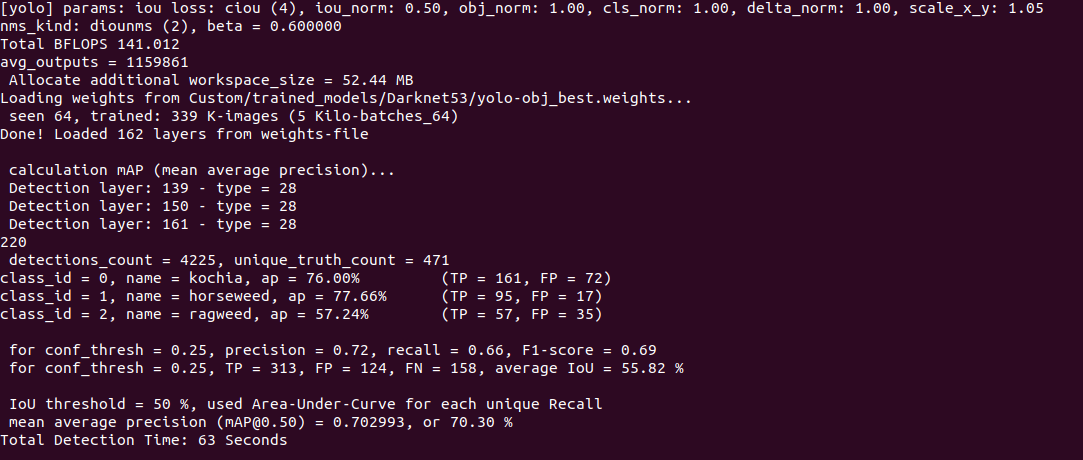 [yolo] params: iou loss: ciou (4), iou_norm: 0.50, obj_norm: 1.00, cls_norm: 1.00, delta_norm: 1.00, scale_x_y: 1.05
nms_kind: diounms (2), beta = 0.600000
Total BFLOPS 141.012
avg_outputs = 1159861
 Allocate additional workspace_size = 52.44 MB
Loading weights from Custom/trained_models/Darknet53/yolo-obj_best.weights...
 seen 64, trained: 339 K-images (5 Kilo-batches_64)
Done! Loaded 162 layers from weights-file

 calculation mAP (mean average precision)...
 Detection layer: 139 - type = 28
 Detection layer: 150 - type = 28
 Detection layer: 161 - type = 28
220
 detections_count = 4225, unique_truth_count = 471
class_id = 0, name = kochia, ap = 76.00%         (TP = 161, FP = 72)
class_id = 1, name = horseweed, ap = 77.66%      (TP = 95, FP = 17)
class_id = 2, name = ragweed, ap = 57.24%        (TP = 57, FP = 35)

 for conf_thresh = 0.25, precision = 0.72, recall = 0.66, F1-score = 0.69
 for conf_thresh = 0.25, TP = 313, FP = 124, FN = 158, average IoU = 55.82 %

 IoU threshold = 50 %, used Area-Under-Curve for each unique Recall
 mean average precision (mAP@0.50) = 0.702993, or 70.30 %
Total Detection Time: 63 Seconds